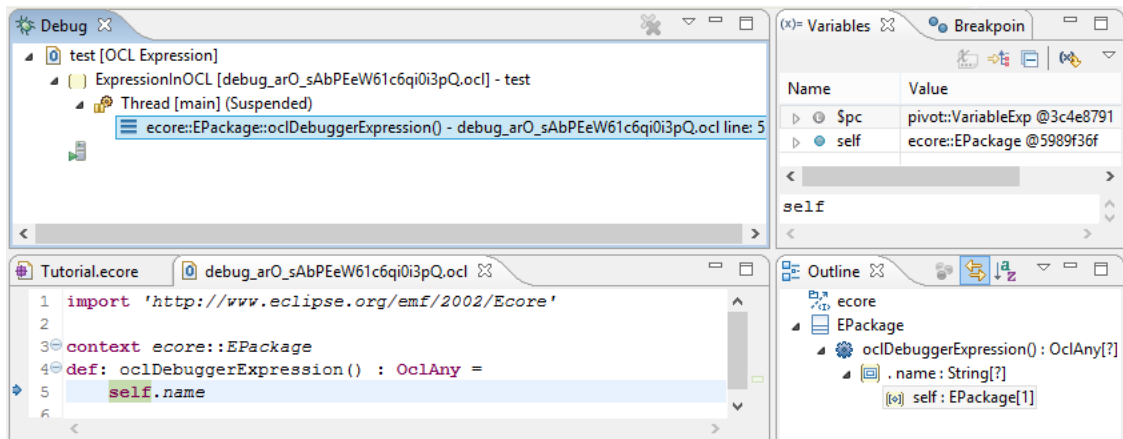 Debug
test [OCL Expression]
ExpressionInOCL [debug_arO_sAbPEeW61c6qi0i3pQ.ocl] - test
Thread [main] (Suspended)
ecore::EPackage::oclDebuggerExpression() - debug_arO_sAbPEeW61c6qi0i3pQ.ocl line: 5
(x)= Variables
Breakpoin
Name Value
$pc pivot::VariableExp @3c4e8791
self ecore::EPackage @5989f36f
self
Tutorial.ecore
debug_arO_sAbPEeW61c6qi0i3pQ.ocl
1 import 'http://www.eclipse.org/emf/2002/Ecore'
2
3 context ecore::EPackage
4 def: oclDebuggerExpression() : OclAny =
5 self.name
6
Outline
ecore
EPackage
oclDebuggerExpression() : OclAny[?]
. name : String[?]
self : EPackage[1]